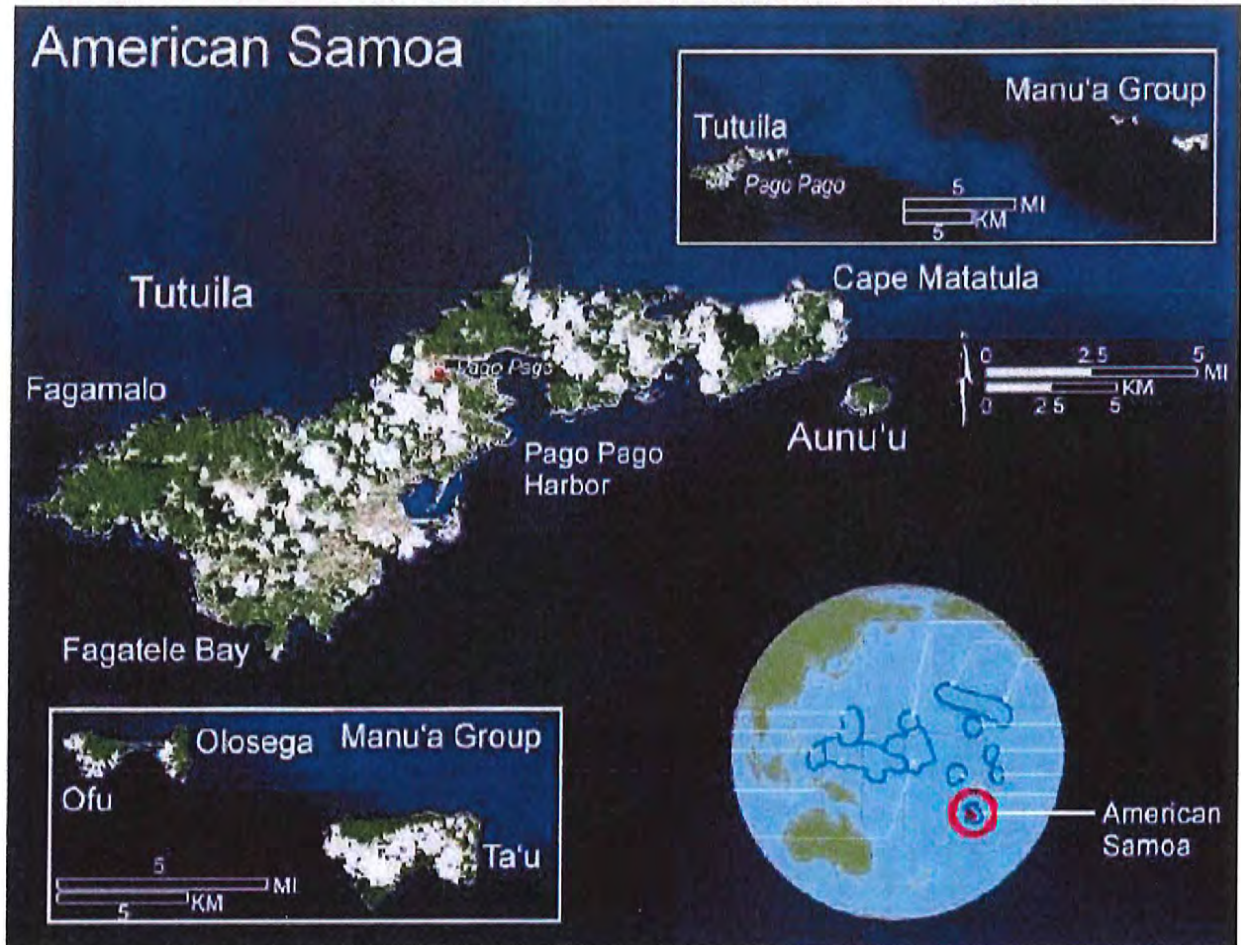 American Samoa
Manu‘a Group
Tutuila
Pago Pago
5
MI
KM
5
Cape Matatula
Tutuila
Pago Pago
0 2 5 5
MI
KM
0 2 5 5
Fagamalo
Aunu‘u
Pago Pago
Harbor
Fagatele Bay
Olosega
Manu‘a Group
Ofu
Ta‘u
5
MI
KM
5
American
Samoa